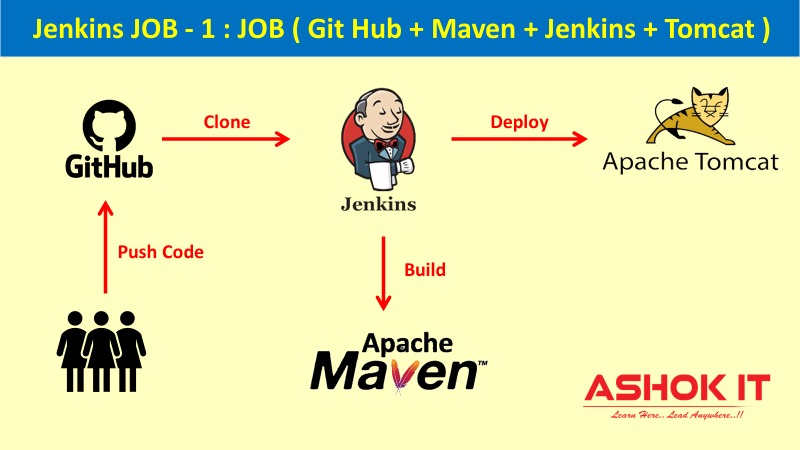 Jenkins JOB - 1 : JOB ( Git Hub + Maven + Jenkins + Tomcat )
Clone
Deploy
GitHub
Jenkins
Apache Tomcat
Push Code
Build
Apache
Maven™
ASHOK IT
Learn Here.. Lead Anywhere..!!